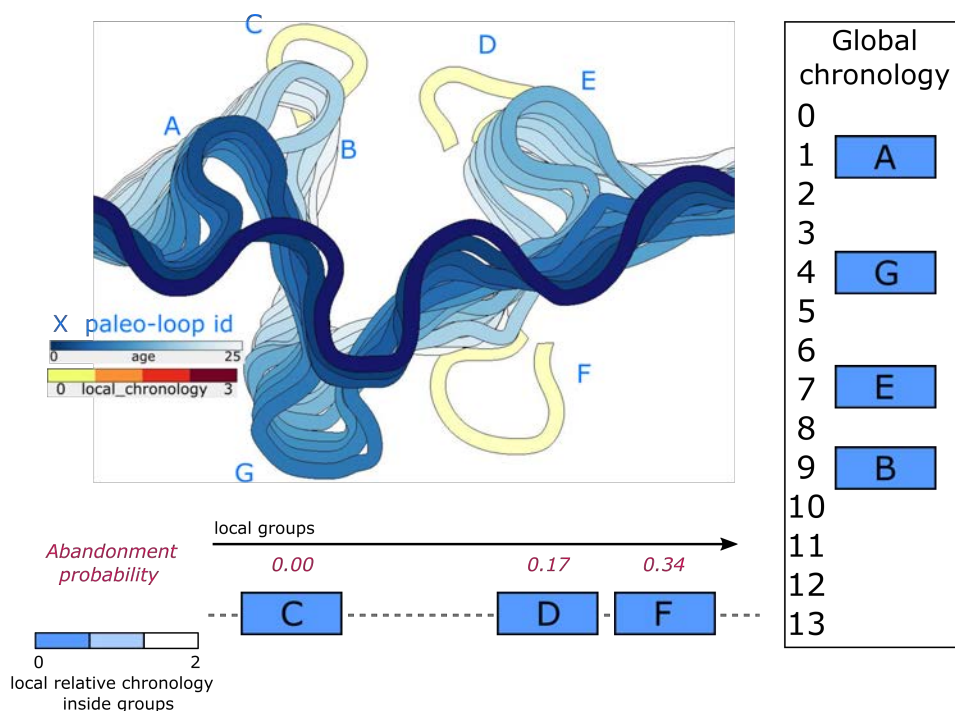 C
D
E
A
B
X paleo-loop id
0 age 25
0 local_chronology 3
F
G
Global
chronology
0
1 A
2
3
4 G
5
6
7 E
8
9 B
10
11
12
13
local groups
Abandonment
probability
0.00 0.17 0.34
C D F
0 2
local relative chronology
inside groups